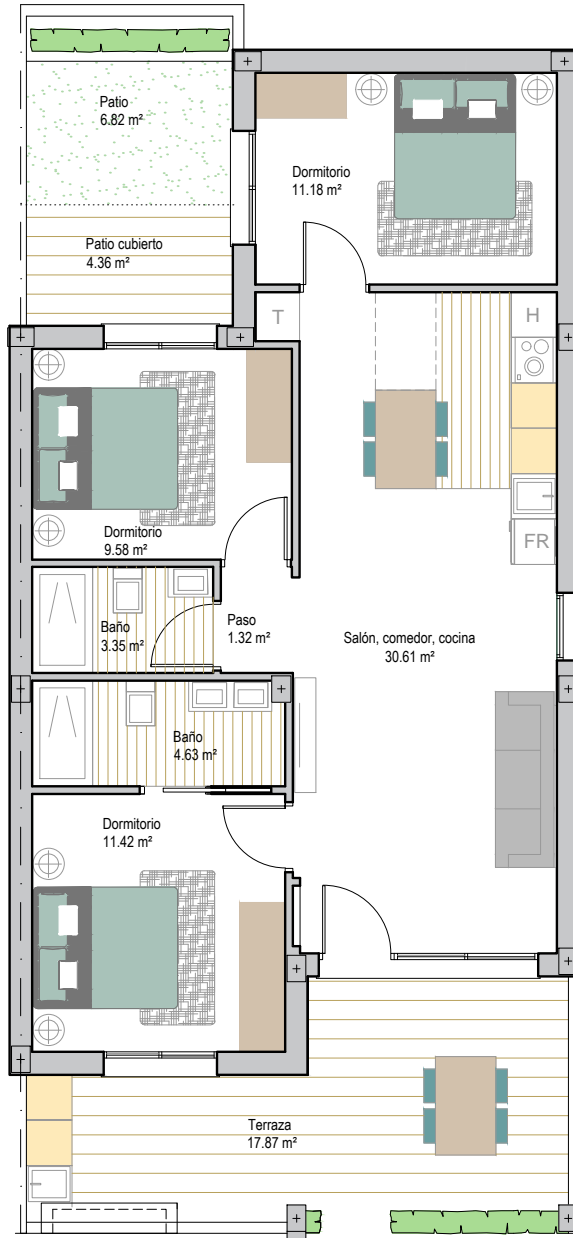 Patio
6.82 m²
Dormitorio
11.18 m²
Patio cubierto
4.36 m²
T
H
Dormitorio
9.58 m²
FR
Baño
3.35 m²
Paso
1.32 m²
Salón, comedor, cocina
30.61 m²
Baño
4.63 m²
Dormitorio
11.42 m²
Terraza
17.87 m²